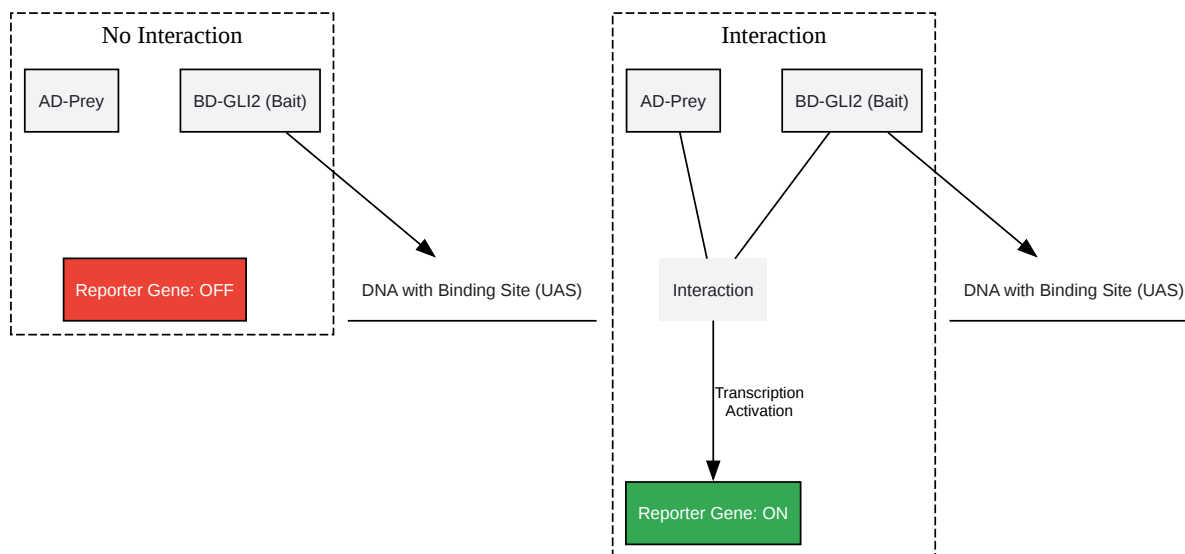 No Interaction
AD-Prey
BD-GLI2 (Bait)
Reporter Gene: OFF
DNA with Binding Site (UAS)
Interaction
AD-Prey
BD-GLI2 (Bait)
Interaction
DNA with Binding Site (UAS)
Transcription
Activation
Reporter Gene: ON